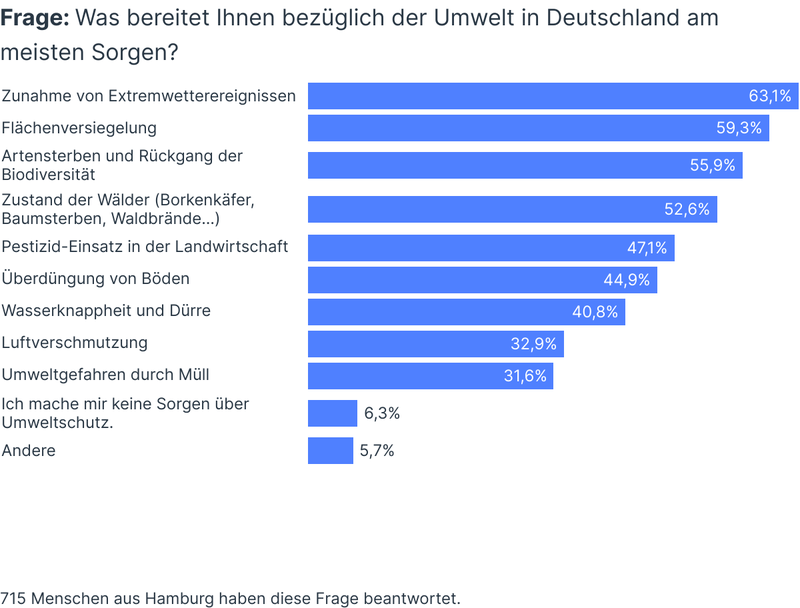 Frage: Was bereitet Ihnen bezüglich der Umwelt in Deutschland am
meisten Sorgen?
Zunahme von Extremwetterereignissen 63,1%
Flächenversiegelung 59,3%
Artensterben und Rückgang der
Biodiversität 55,9%
Zustand der Wälder (Borkenkäfer,
Baumsterben, Waldbrände...) 52,6%
Pestizid-Einsatz in der Landwirtschaft 47,1%
Überdüngung von Böden 44,9%
Wasserknappheit und Dürre 40,8%
Luftverschmutzung 32,9%
Umweltgefahren durch Müll 31,6%
Ich mache mir keine Sorgen über
Umweltschutz. 6,3%
Andere 5,7%
715 Menschen aus Hamburg haben diese Frage beantwortet.